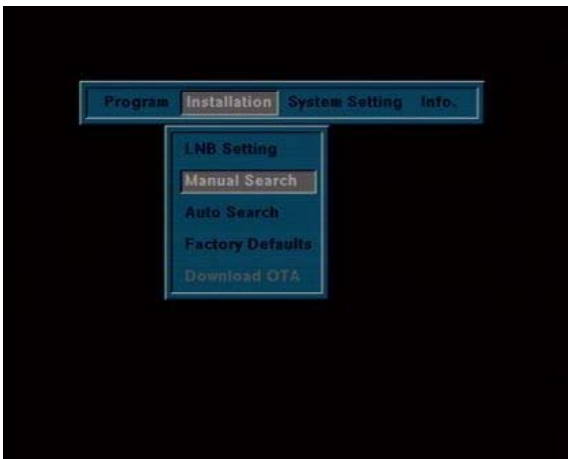 Program Installation System Setting Info.
LNB Setting
Manual Search
Auto Search
Factory Defaults
Download OTA